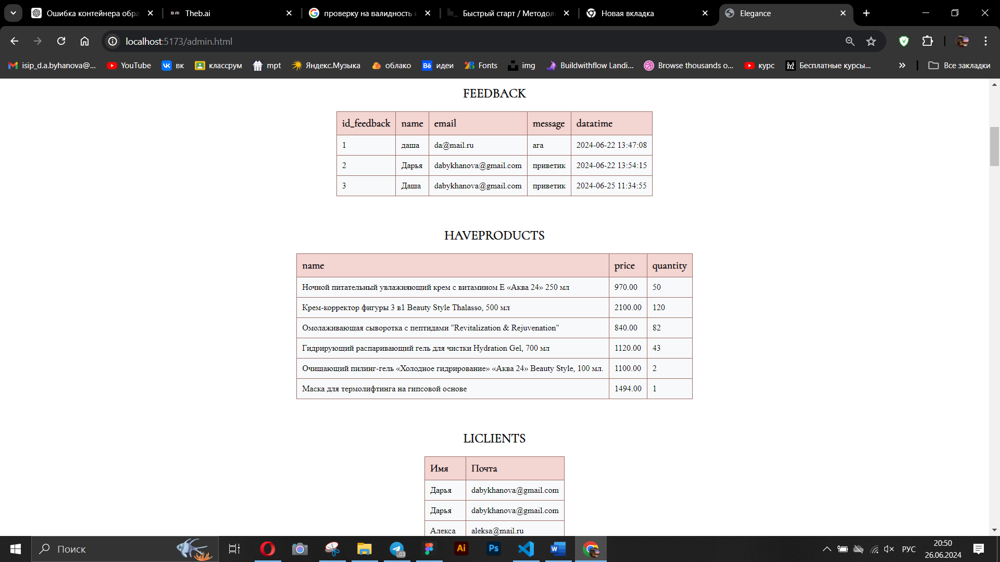 Ошибка контейнера обра
Theb.ai
проверку на валидность к
Быстрый старт / Методол
Новая вкладка
Elegance
localhost:5173/admin.html
isip_d.a.byhanova@...
YouTube
вк
классрум
mpt
Яндекс.Музыка
облако
идеи
Fonts
img
Buildwithflow Landi...
Browse thousands o...
курс
Бесплатные курсы...
Все закладки
FEEDBACK
id_feedback name email message datatime
1 даша da@mail.ru ага 2024-06-22 13:47:08
2 Дарья dabykhanova@gmail.com приветик 2024-06-22 13:54:15
3 Даша dabykhanova@gmail.com приветик 2024-06-25 11:34:55
HAVEPRODUCTS
name price quantity
Ночной питательный увлажняющий крем с витамином Е «Аква 24» 250 мл 970.00 50
Крем-корректор фигуры 3 в1 Beauty Style Thalasso, 500 мл 2100.00 120
Омолаживающая сыворотка с пептидами "Revitalization & Rejuvenation" 840.00 82
Гидрирующий распаривающий гель для чистки Hydration Gel, 700 мл 1120.00 43
Очищающий пилинг-гель «Холодное гидрирование» «Аква 24» Beauty Style, 100 мл. 1100.00 2
Маска для термолифтинга на гипсовой основе 1494.00 1
LICLIENTS
Имя Почта
Дарья dabykhanova@gmail.com
Дарья dabykhanova@gmail.com
Алекса aleksa@mail.ru
Поиск
РУС
20:50
26.06.2024